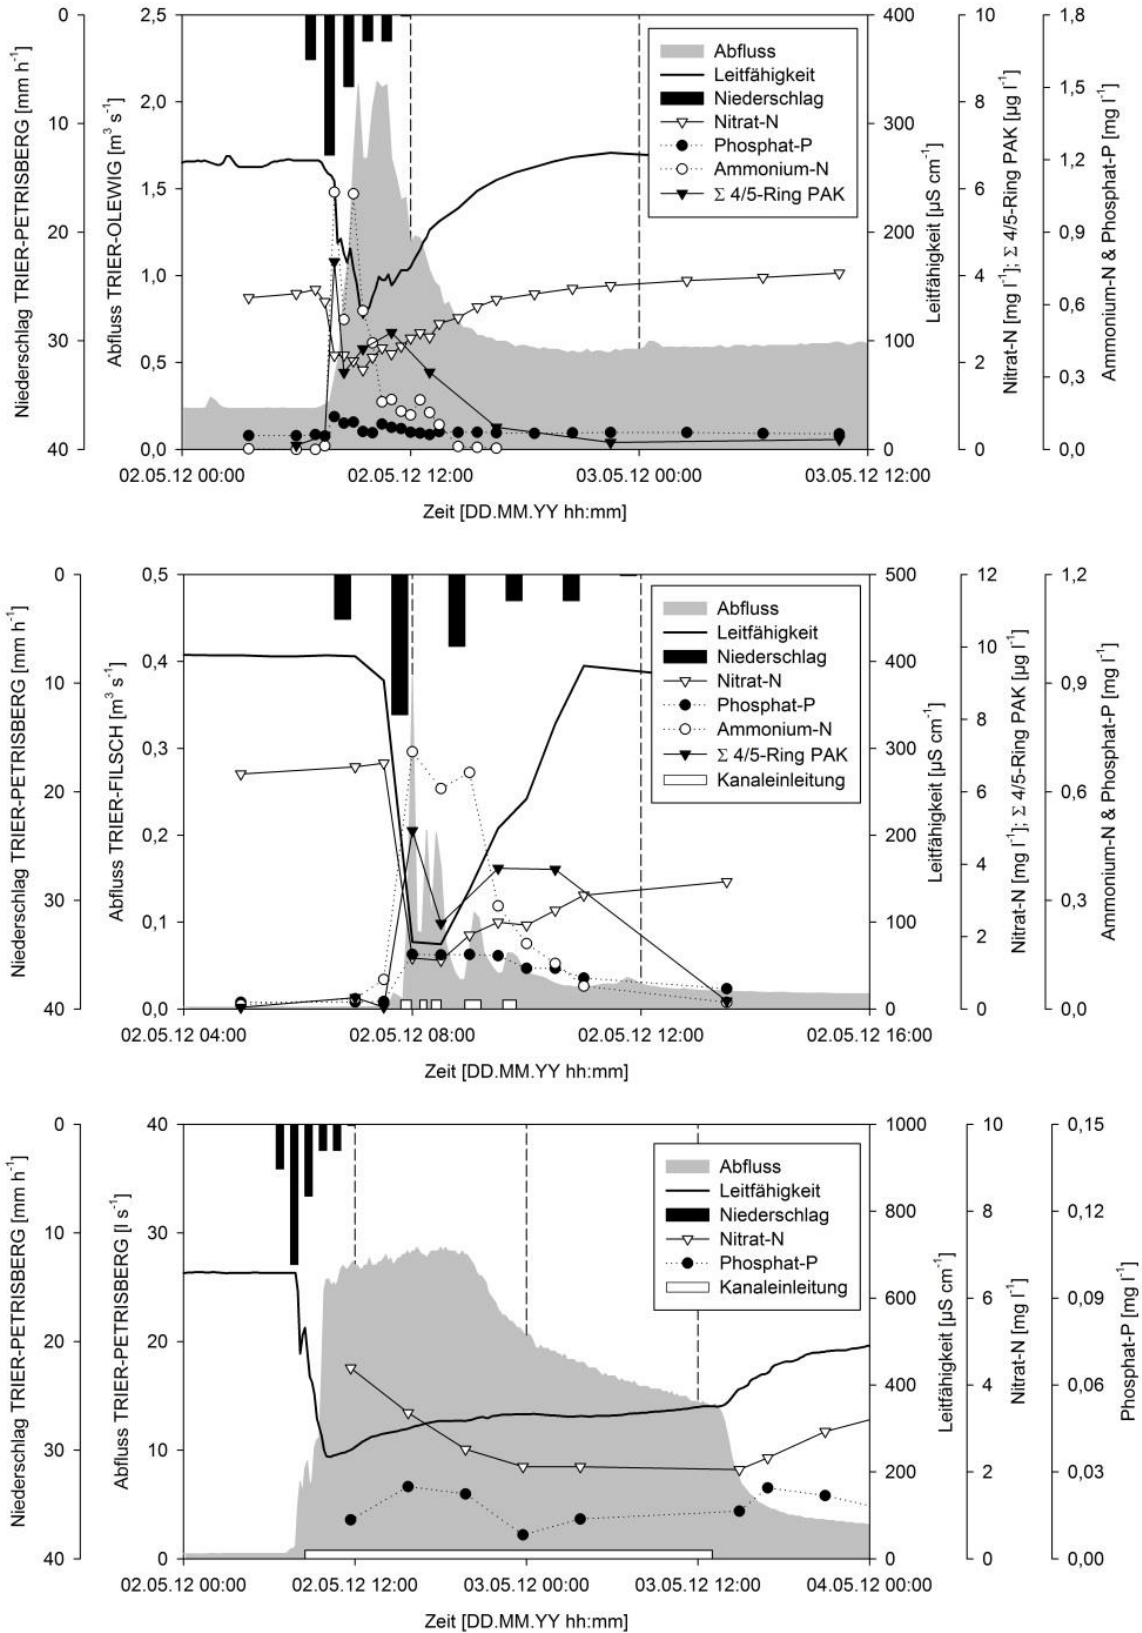 Niederschlag TRIER-PETRISBERG [mm h-1]
0
10
20
30
40
Abfluss TRIER-OLEWIG [m3 s-1]
2,5
2,0
1,5
1,0
0,5
0,0
Abfluss
Leitfähigkeit
Niederschlag
Nitrat-N
Phosphat-P
Ammonium-N
Σ 4/5-Ring PAK
400
300
200
100
0
Leitfähigkeit [µS cm-1]
10
8
6
4
2
0
Nitrat-N [mg l-1]; Σ 4/5-Ring PAK [µg l-1]
1,8
1,5
1,2
0,9
0,6
0,3
0,0
Ammonium-N & Phosphat-P [mg l-1]
02.05.12 00:00 02.05.12 12:00 03.05.12 00:00 03.05.12 12:00
Zeit [DD.MM.YY hh:mm]
Niederschlag TRIER-PETRISBERG [mm h-1]
0
10
20
30
40
Abfluss TRIER-FILSCH [m3 s-1]
0,5
0,4
0,3
0,2
0,1
0,0
Abfluss
Leitfähigkeit
Niederschlag
Nitrat-N
Phosphat-P
Ammonium-N
Σ 4/5-Ring PAK
Kanaleinleitung
500
400
300
200
100
0
Leitfähigkeit [µS cm-1]
12
10
8
6
4
2
0
Nitrat-N [mg l-1]; Σ 4/5-Ring PAK [µg l-1]
1,2
0,9
0,6
0,3
0,0
Ammonium-N & Phosphat-P [mg l-1]
02.05.12 04:00 02.05.12 08:00 02.05.12 12:00 02.05.12 16:00
Zeit [DD.MM.YY hh:mm]
Niederschlag TRIER-PETRISBERG [mm h-1]
0
10
20
30
40
Abfluss TRIER-PETRISBERG [l s-1]
40
30
20
10
0
Abfluss
Leitfähigkeit
Niederschlag
Nitrat-N
Phosphat-P
Kanaleinleitung
1000
800
600
400
200
0
Leitfähigkeit [µS cm-1]
10
8
6
4
2
0
Nitrat-N [mg l-1]
0,15
0,12
0,09
0,06
0,03
0,00
Phosphat-P [mg l-1]
02.05.12 00:00 02.05.12 12:00 03.05.12 00:00 03.05.12 12:00 04.05.12 00:00
Zeit [DD.MM.YY hh:mm]